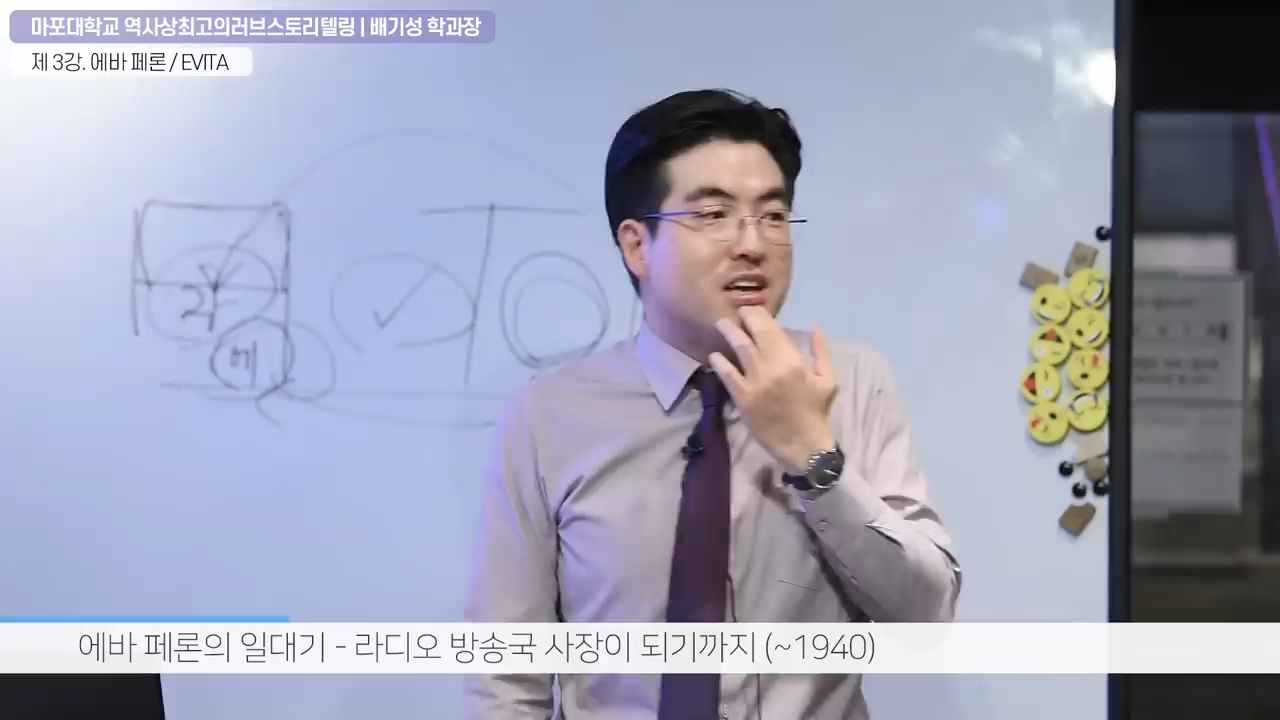 마포대학교 역사상최고의러브스토리텔링 | 배기성 학과장
제 3강. 에바 페론 / EVITA
에바 페론의 일대기 - 라디오 방송국 사장이 되기까지 (~1940)